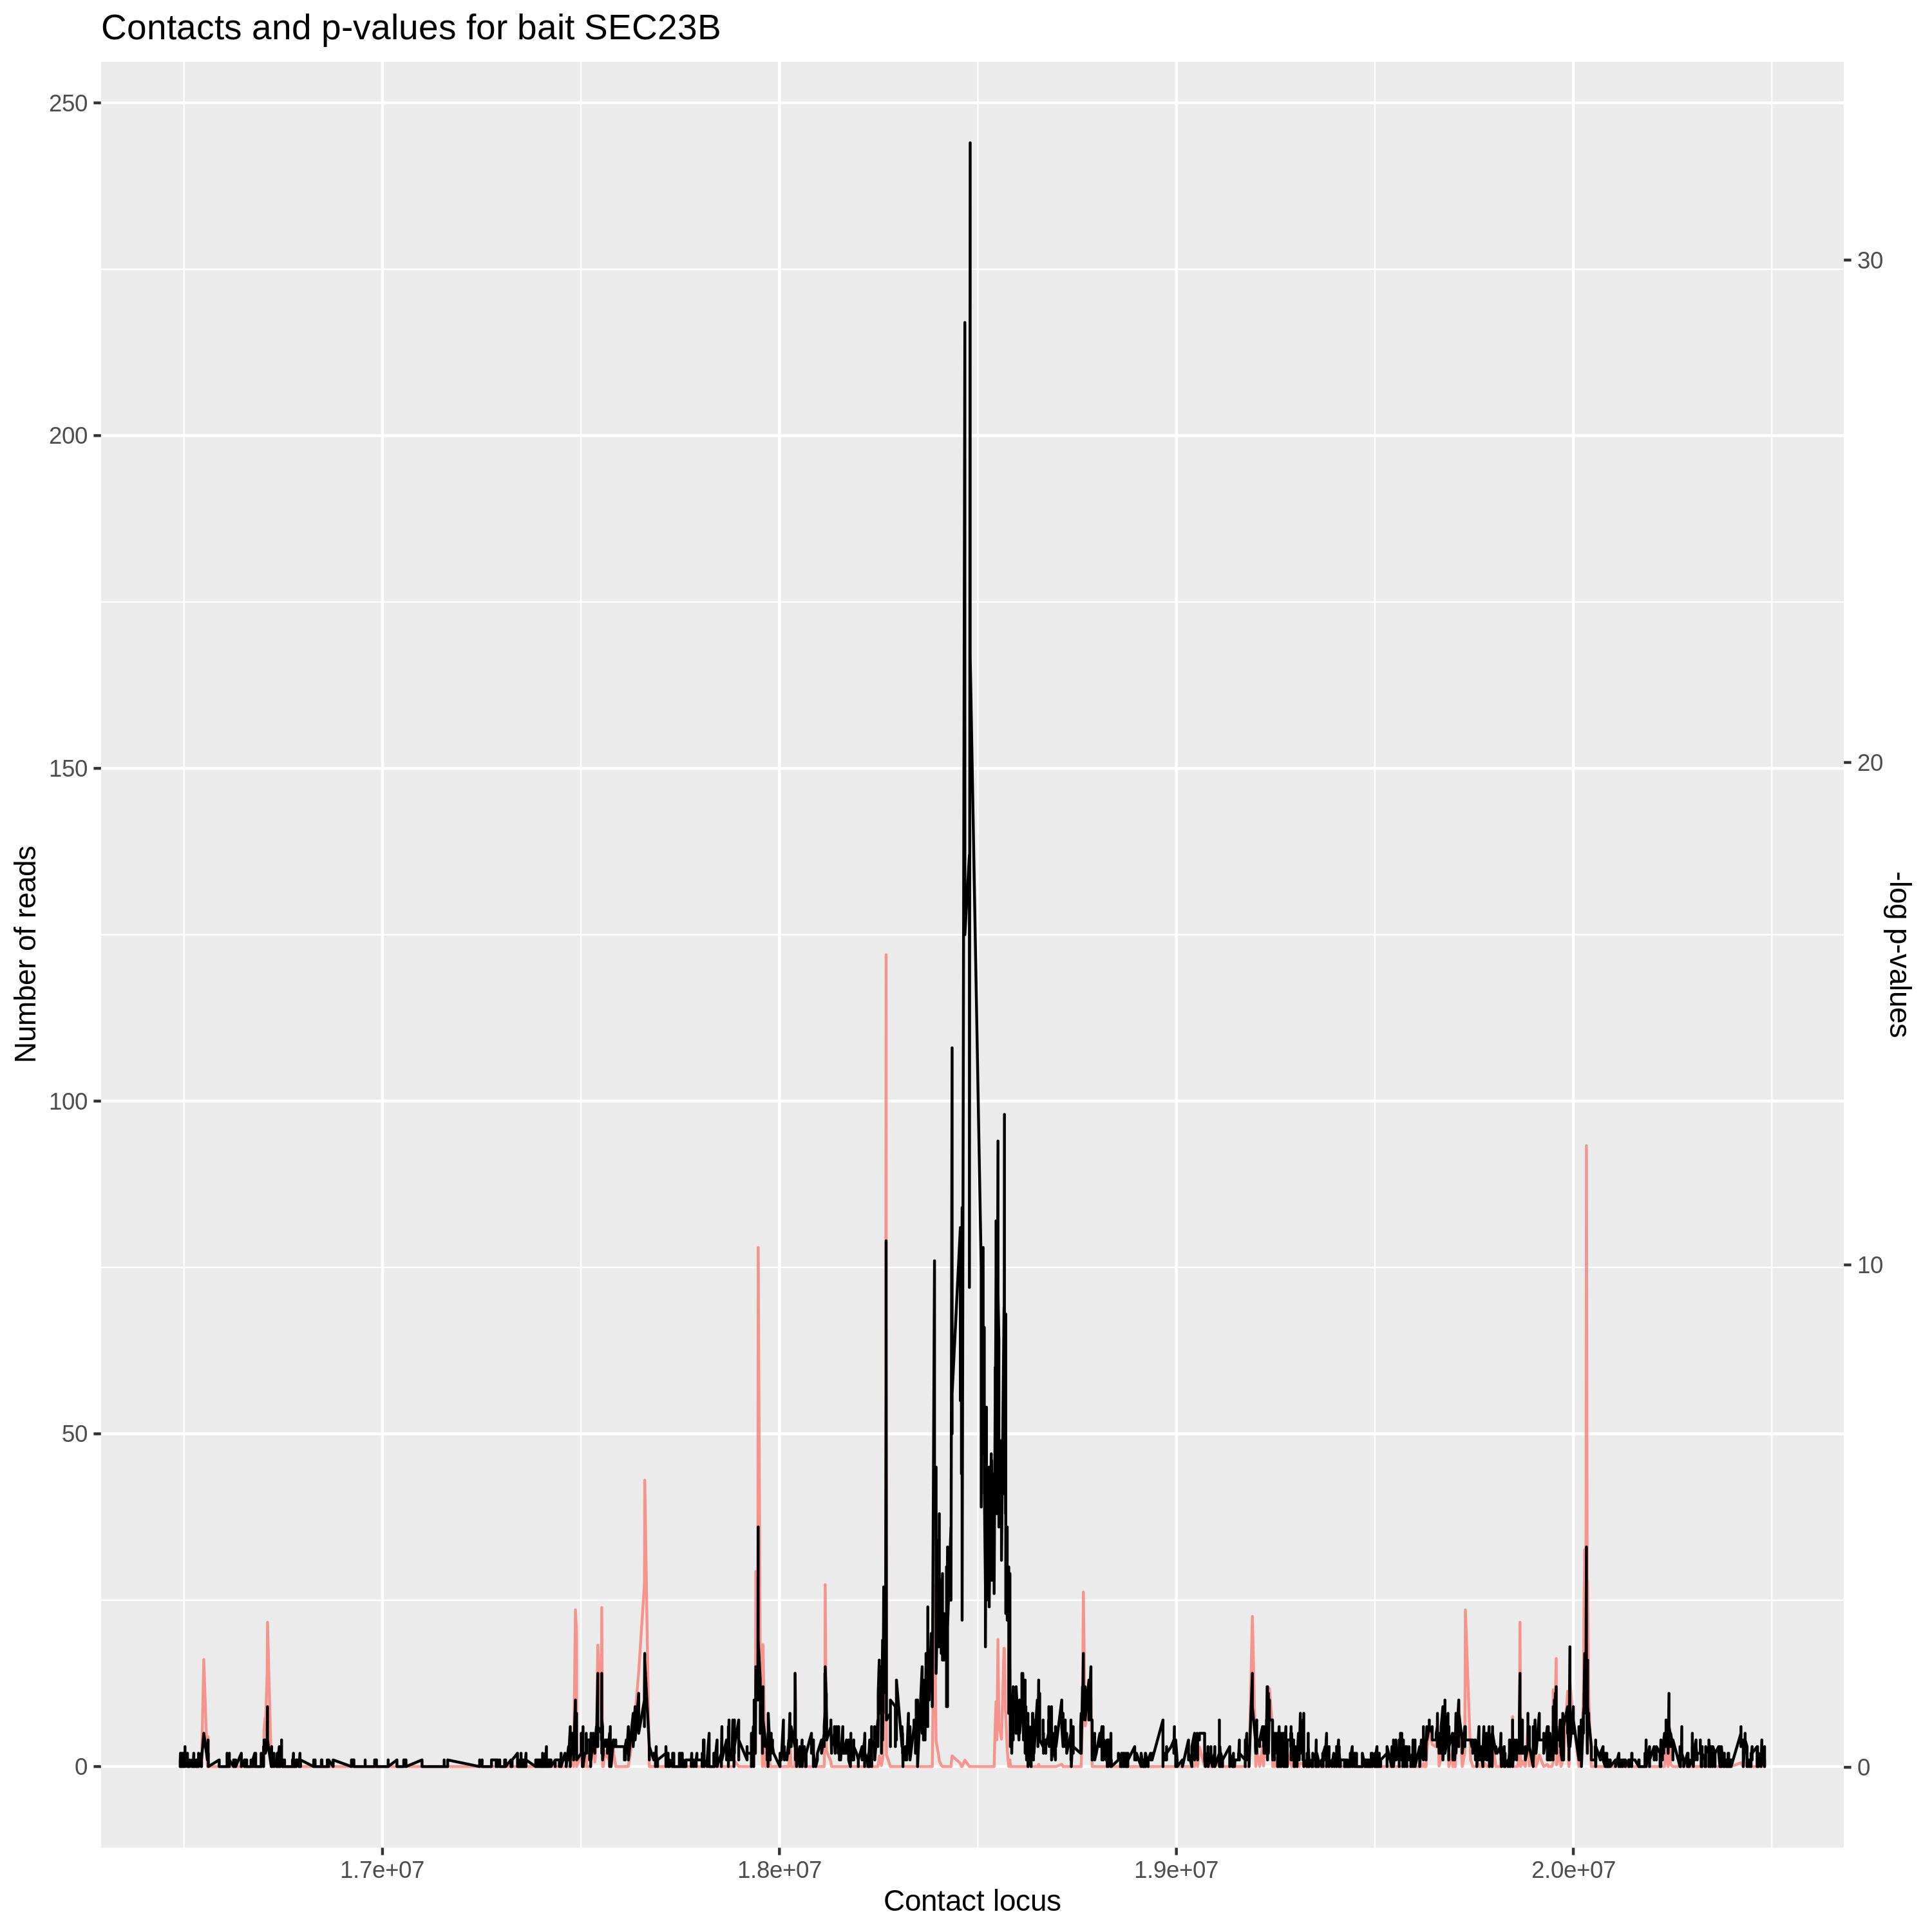 Contacts and p-values for bait SEC23B
250
200
150
100
50
0
Number of reads
30
20
10
0
-log p-values
1.7e+07
1.8e+07
1.9e+07
2.0e+07
Contact locus